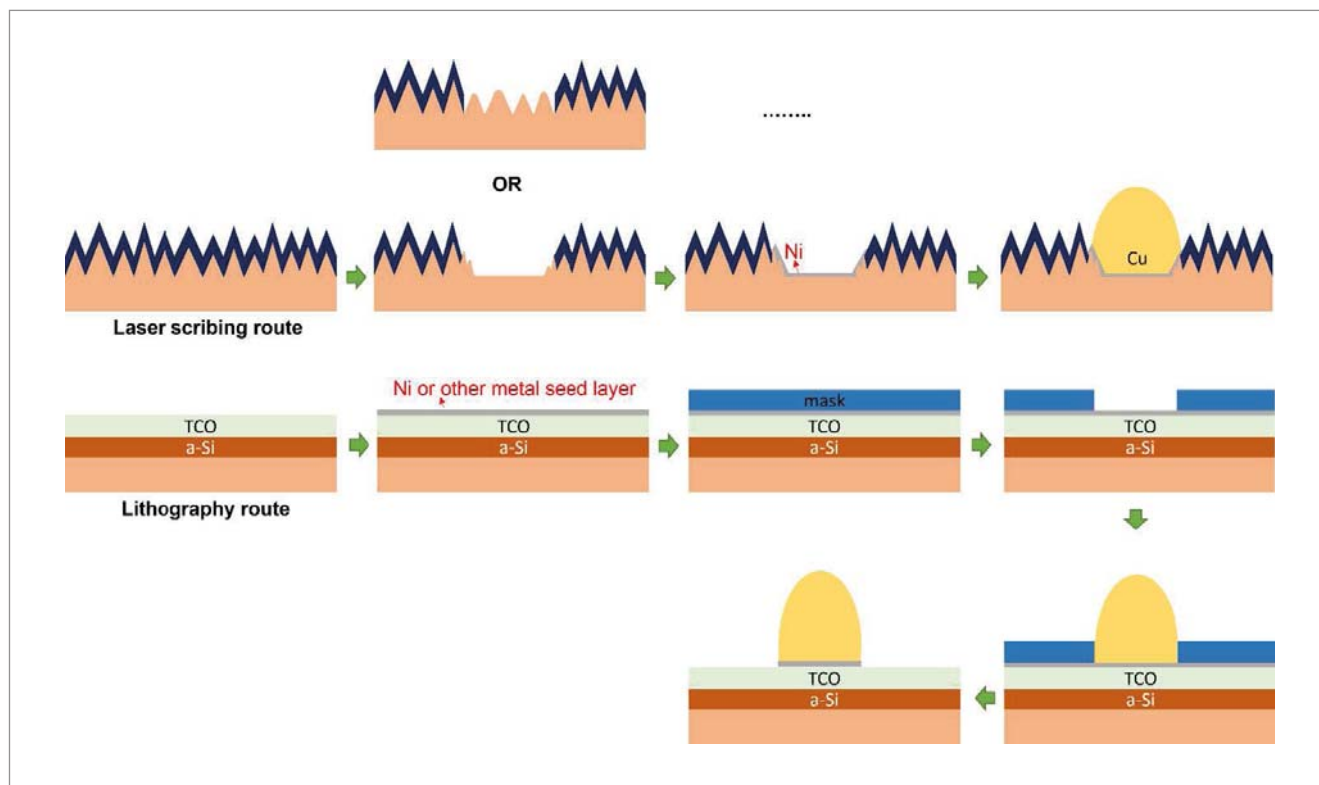 ........
OR
Ni
Cu
Laser scribing route
Ni or other metal seed layer
mask
TCO
TCO
TCO
TCO
a-Si
a-Si
a-Si
a-Si
Lithography route
TCO
TCO
a-Si
a-Si